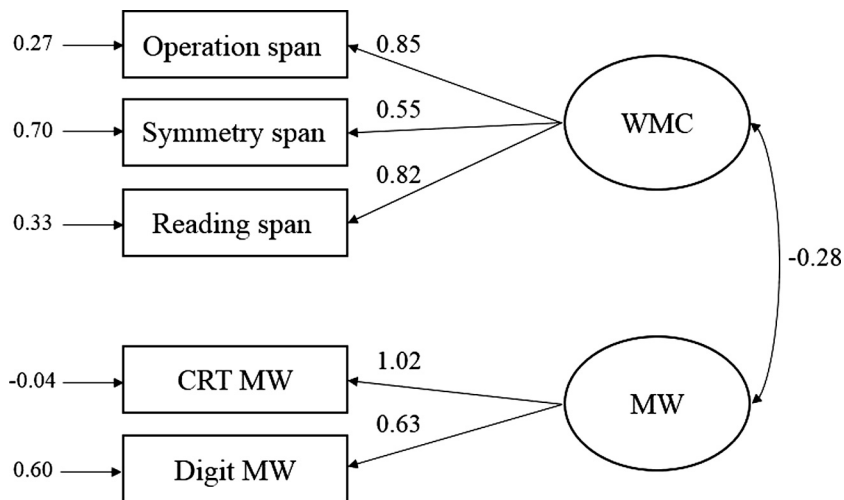 0.27
Operation span
0.85
0.70
Symmetry span
0.55
WMC
0.33
Reading span
0.82
-0.28
-0.04
CRT MW
1.02
MW
0.60
Digit MW
0.63